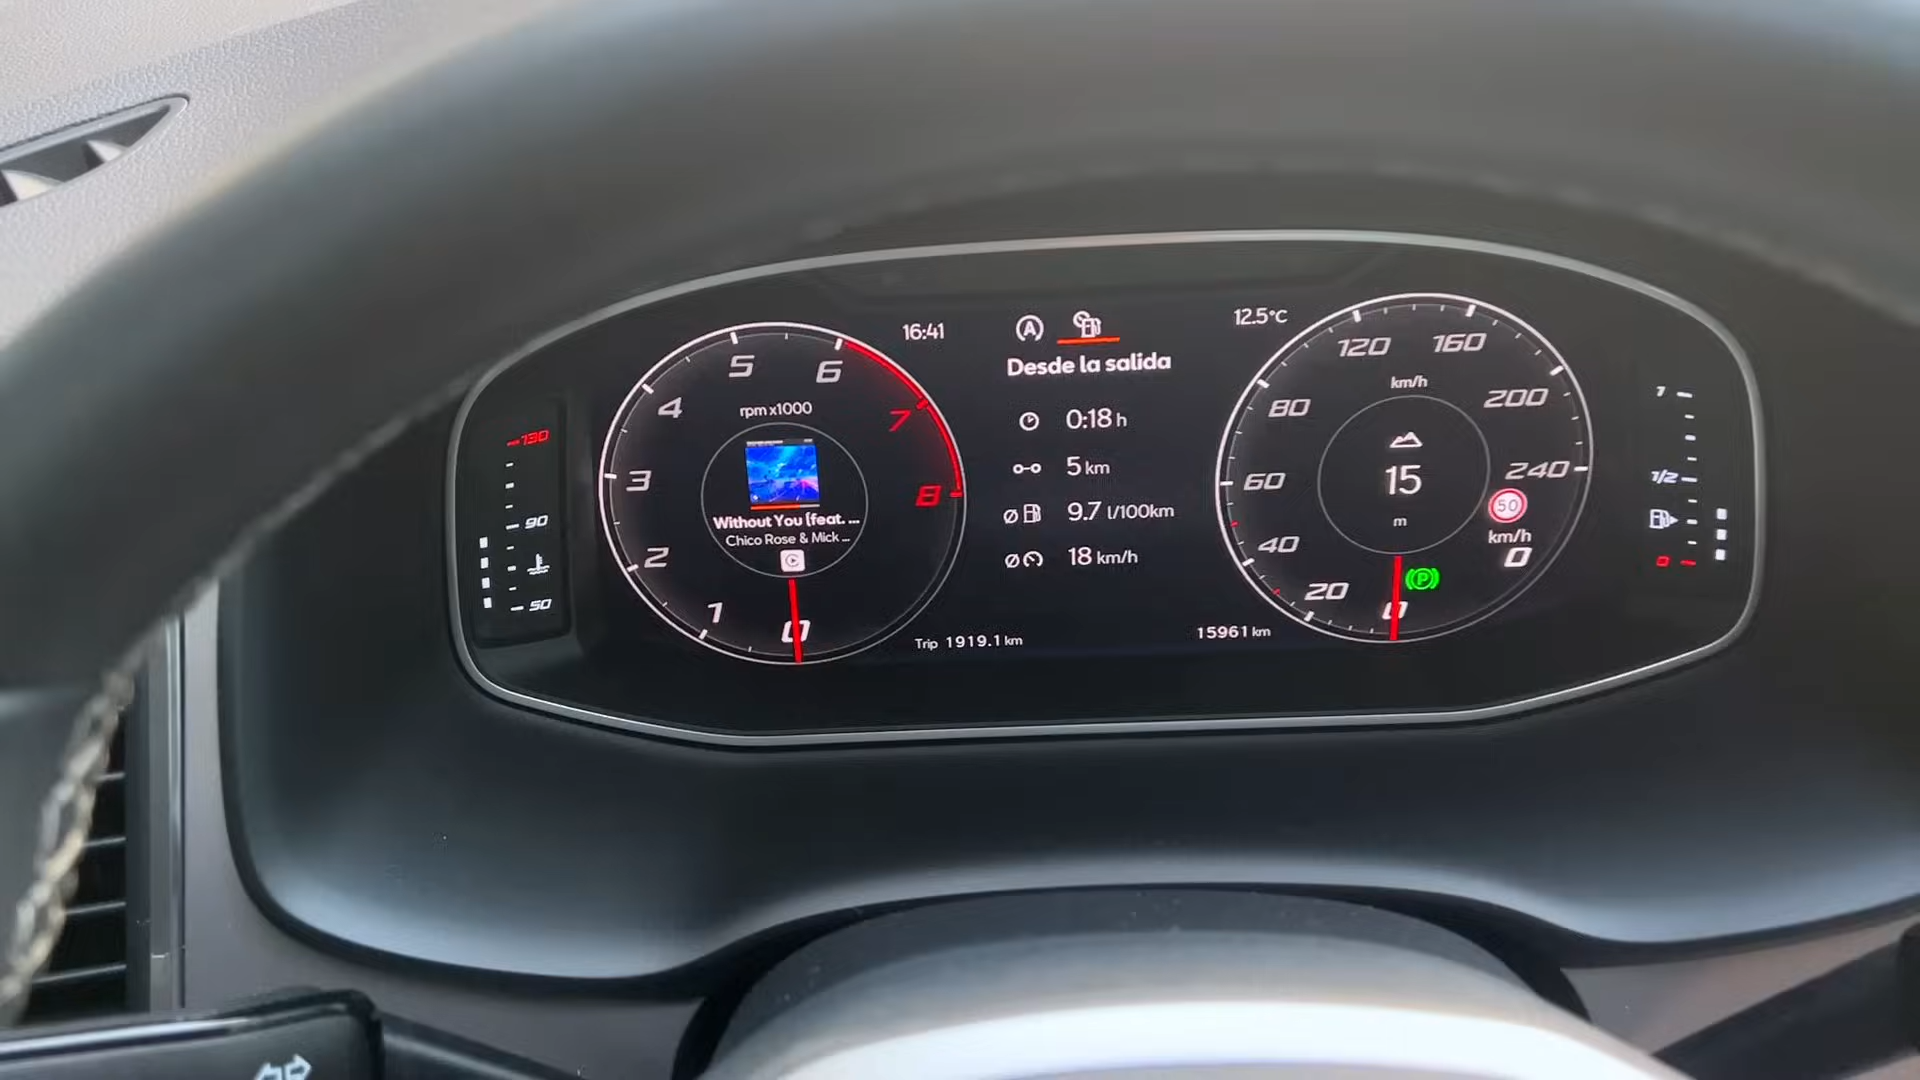 130
90
50
16:41
5
6
4
7
rpm x1000
3
8
Without You (feat. ...
Chico Rose & Mick ...
2
1
0
Trip 1919.1 km
A
Desde la salida
0:18 h
5 km
Ø 9.7 l/100km
Ø 18 km/h
12.5°C
15961 km
120
160
km/h
80
200
15
m
60
240
50
km/h
0
40
20
0
P
1
1/2
0